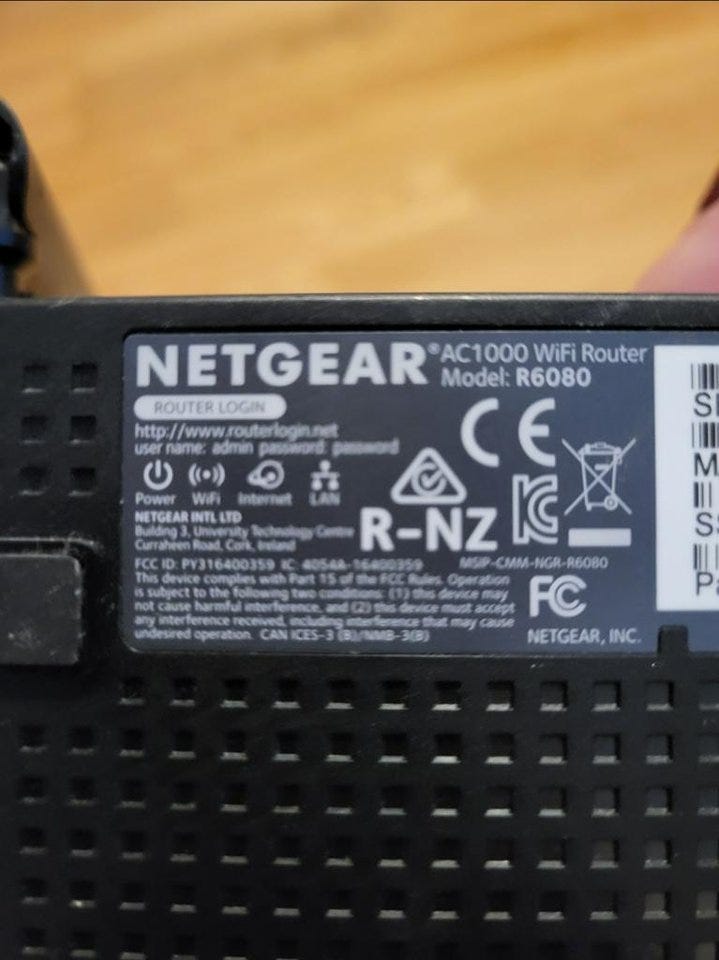 NETGEAR® AC1000 WiFi Router
Model: R6080
ROUTER LOGIN
http://www.routerlogin.net
user name: admin password: password
Power WiFi Internet LAN
NETGEAR INTL LTD
Building 3, University Technology Centre
Curraheen Road, Cork, Ireland
R-NZ
FCC ID: PY316400359 IC: 4054A-16400359
MSIP-CMM-NGR-R6080
This device complies with Part 15 of the FCC Rules. Operation
is subject to the following two conditions: (1) this device may
not cause harmful interference, and (2) this device must accept
any interference received, including interference that may cause
undesired operation. CAN ICES-3 (B)/NMB-3(B)
CE
FC
NETGEAR, INC.